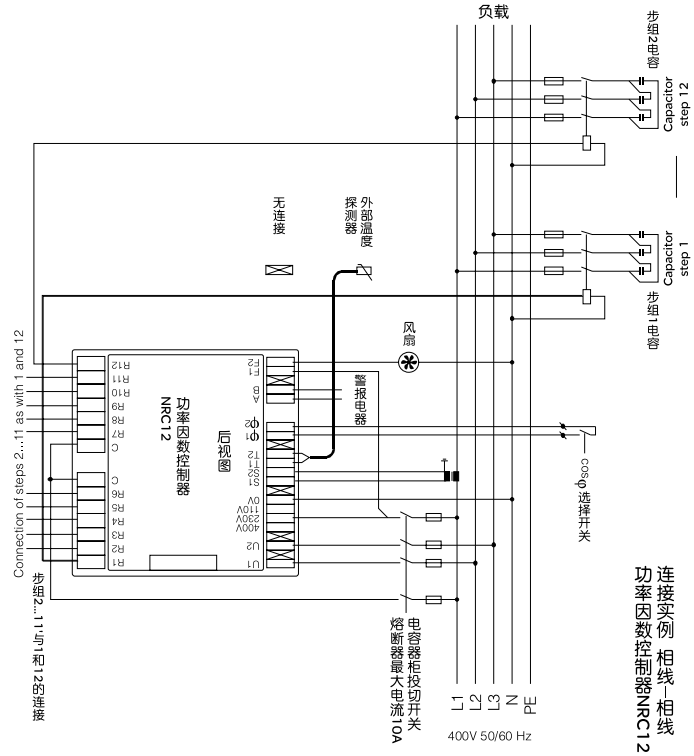 负载
步组2电容
Capacitor
step 12
无连接
外部温度
探测器
Capacitor
step 1
步组1电容
风扇
警报电器
Connection of steps 2...11 as with 1 and 12
R12
R11
R10
R9
R8
R7
C
C
R6
R5
R4
R3
R2
R1
功率因数控制器
NRC12
后视图
F2
F1
B
A
φ2
φ1
T2
T1
S2
S1
0V
110V
230V
400V
U2
U1
cosφ 选择开关
步组2...11'与1和12的连接
电容器柜投切开关
熔断器最大电流10A
L1
L2
L3
N
PE
400V 50/60 Hz
连接实例 相线—相线
功率因数控制器NRC12